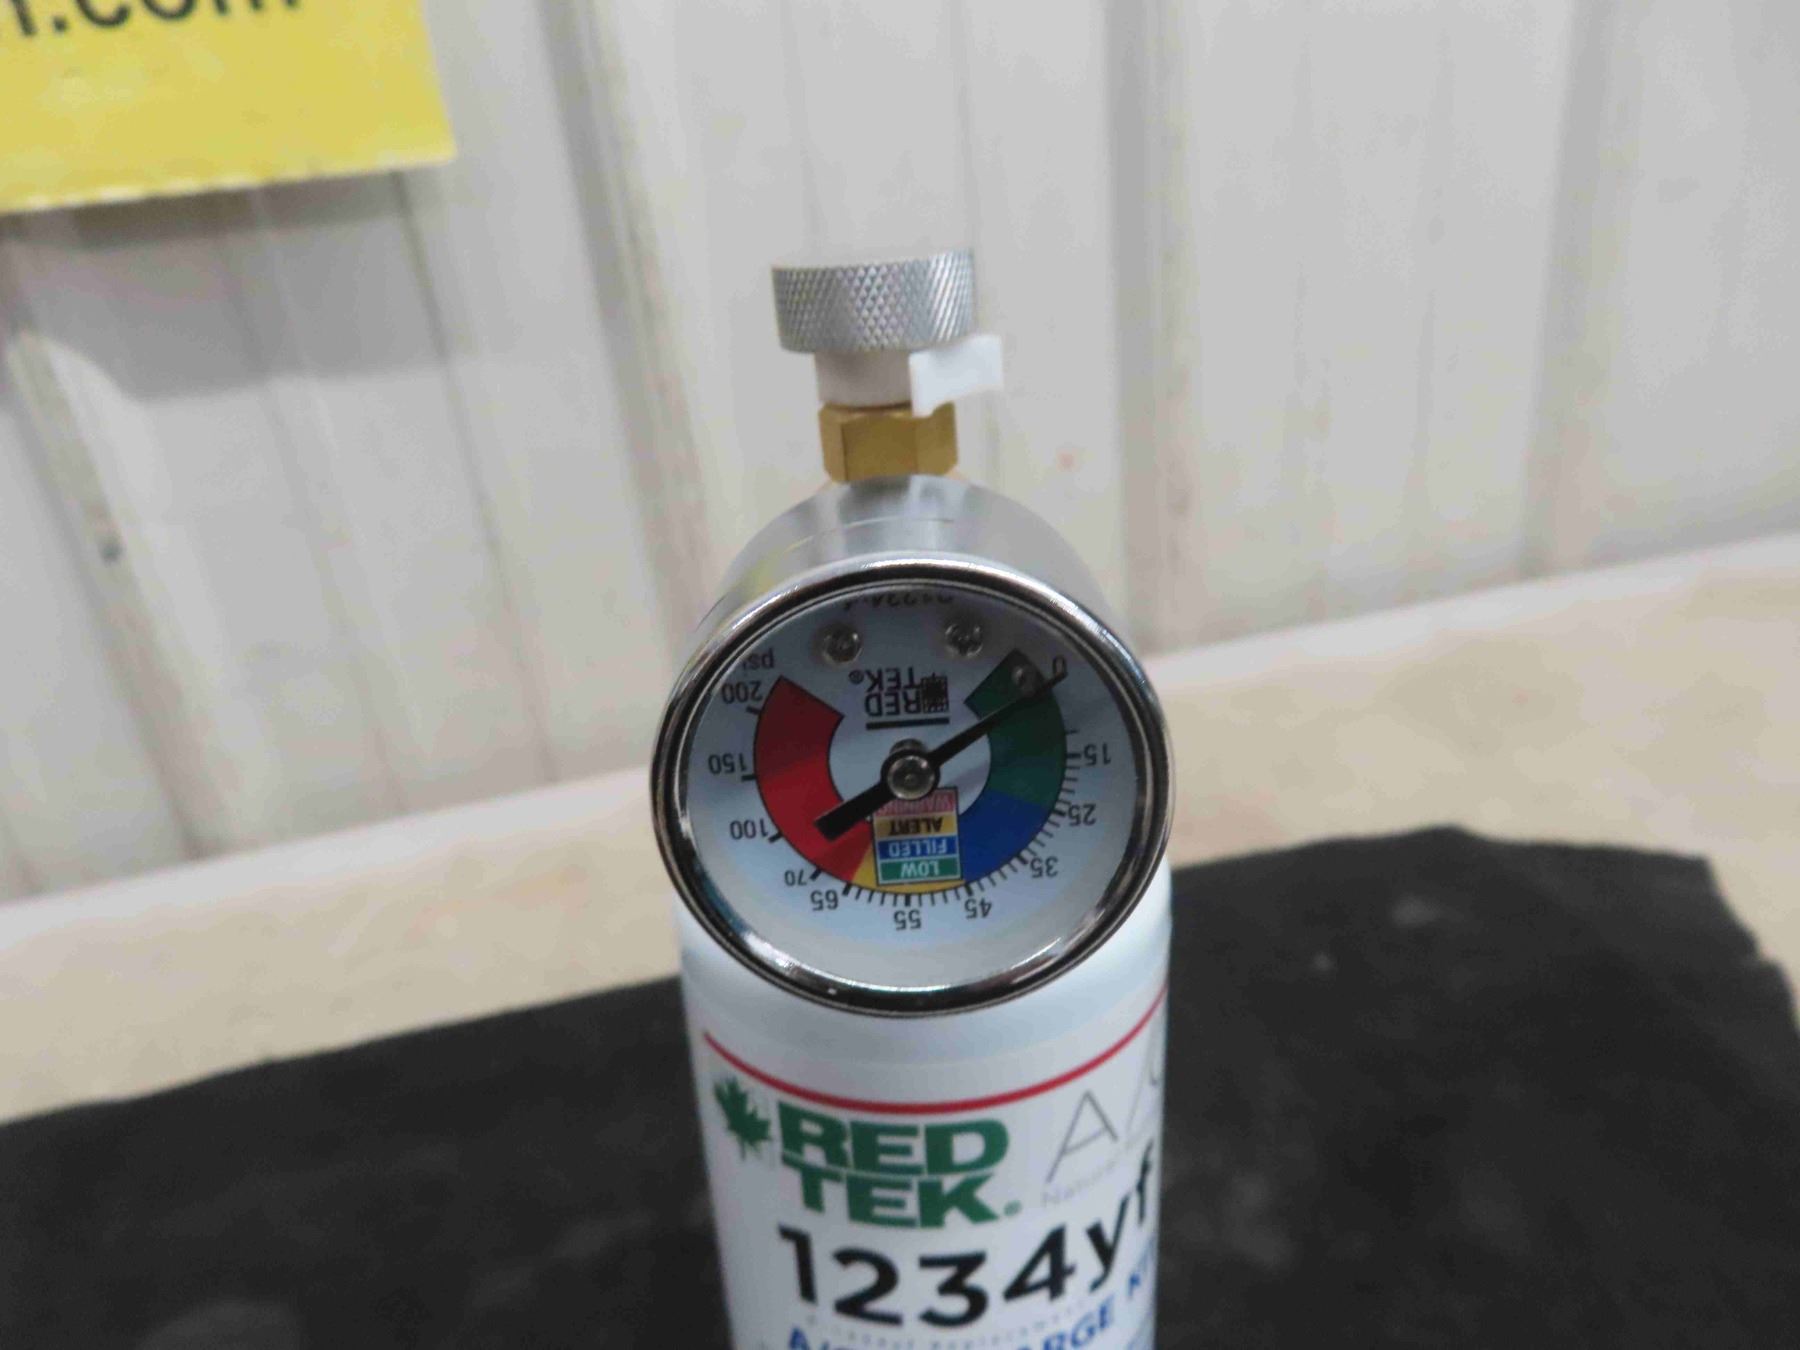 .com
psi
0
15
25
35
45
55
65
70
100
150
200
RED
TEK®
WARNING
ALERT
FILLED
LOW
RED
TEK®
1234yf